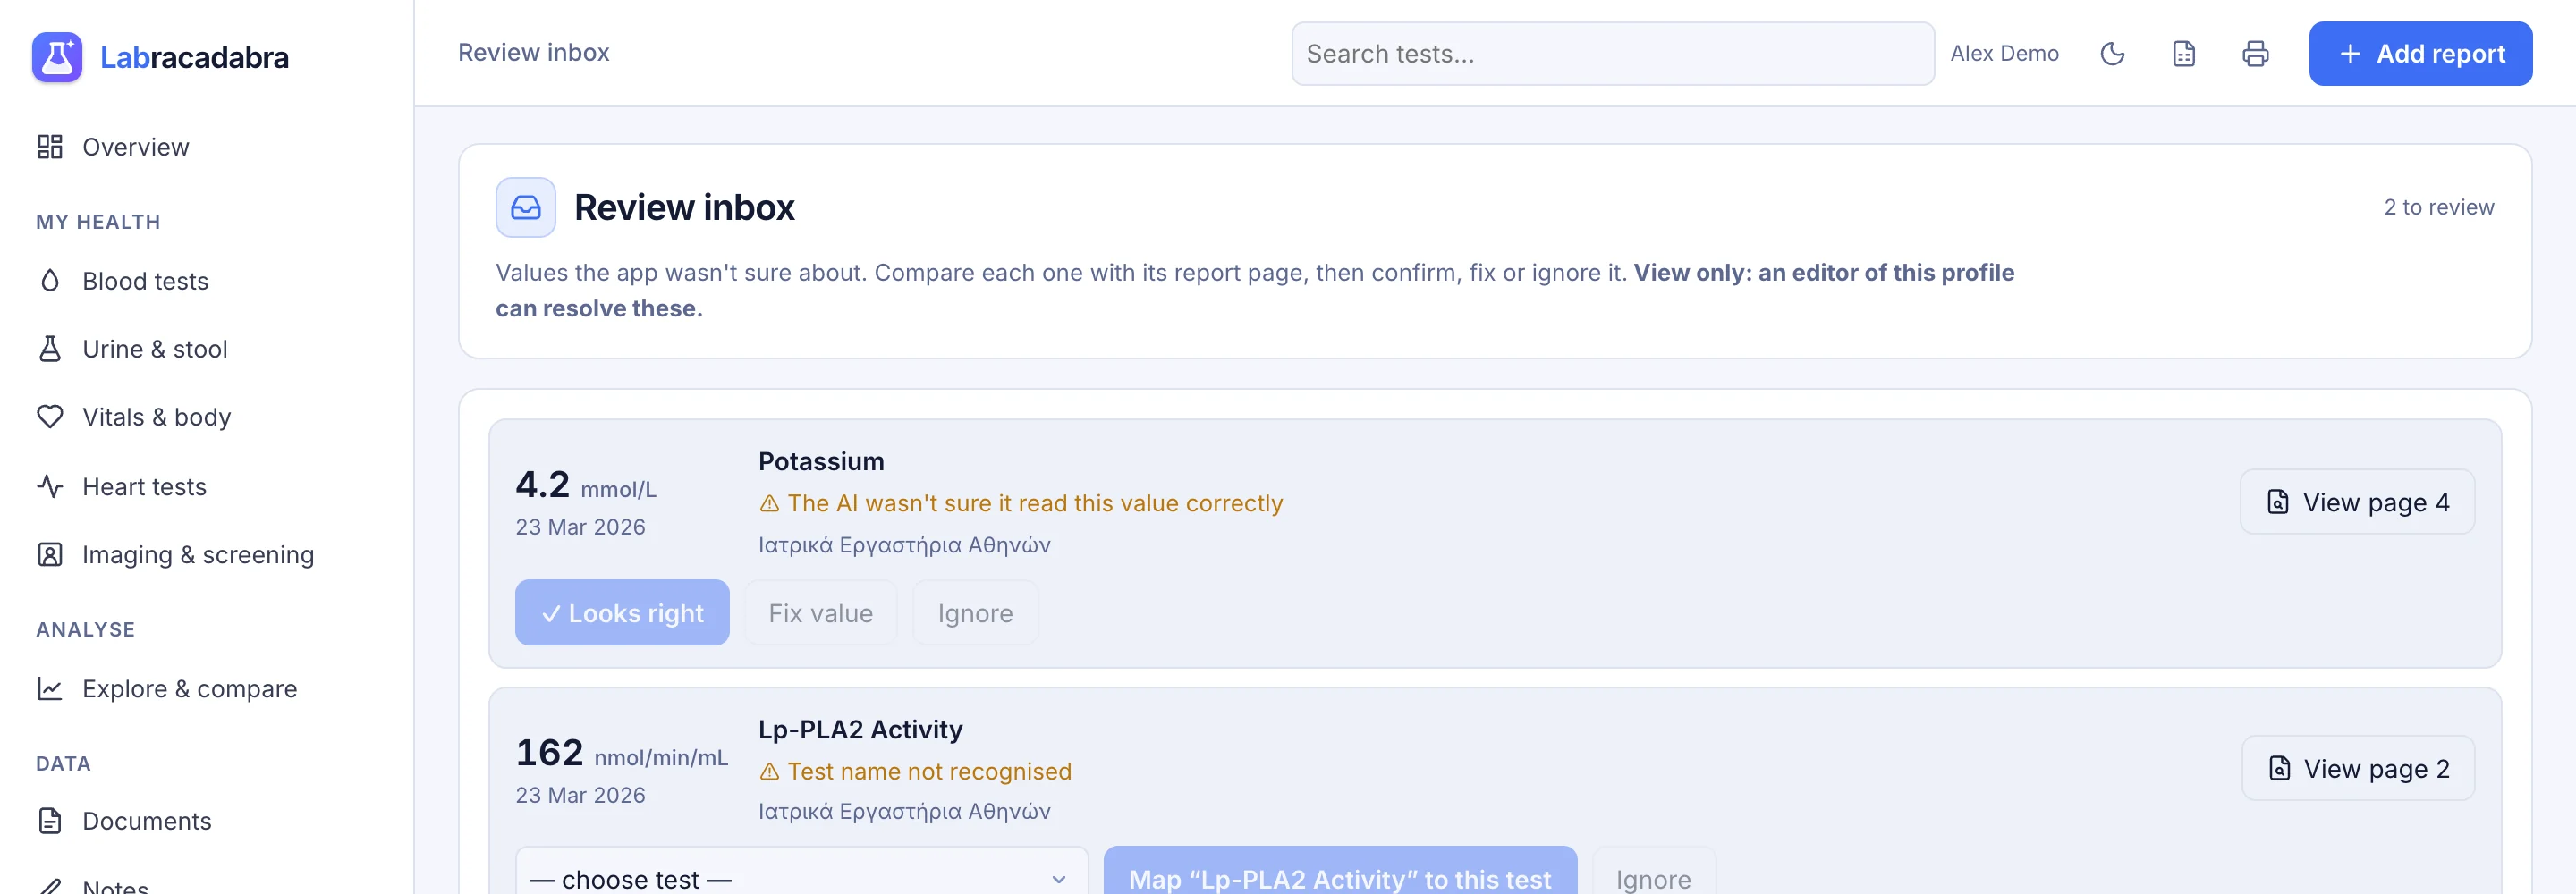 Labracadabra
Review inbox
Search tests...
Alex Demo
Add report
Overview
MY HEALTH
Blood tests
Urine & stool
Vitals & body
Heart tests
Imaging & screening
ANALYSE
Explore & compare
DATA
Documents
Notes
Review inbox
2 to review
Values the app wasn't sure about. Compare each one with its report page, then confirm, fix or ignore it. View only: an editor of this profile
can resolve these.
4.2 mmol/L
23 Mar 2026
Potassium
The AI wasn't sure it read this value correctly
Ιατρικά Εργαστήρια Αθηνών
View page 4
✓ Looks right
Fix value
Ignore
162 nmol/min/mL
23 Mar 2026
Lp-PLA2 Activity
Test name not recognised
Ιατρικά Εργαστήρια Αθηνών
View page 2
— choose test —
Map “Lp-PLA2 Activity” to this test
Ignore